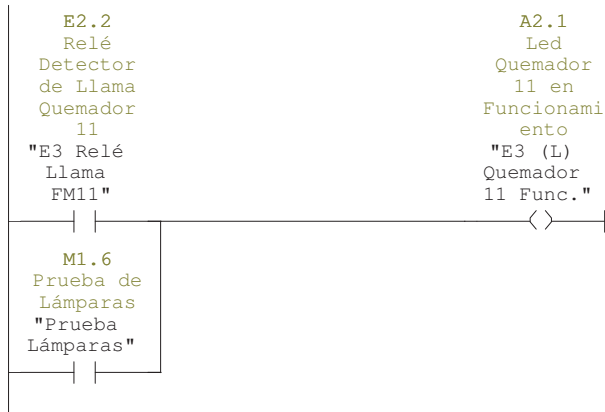 E2.2
Relé
Detector
de Llama
Quemador
11
"E3 Relé
Llama
FM11"
A2.1
Led
Quemador
11 en
Funcionami
ento
"E3 (L)
Quemador
11 Func."
M1.6
Prueba de
Lámparas
"Prueba
Lámparas"